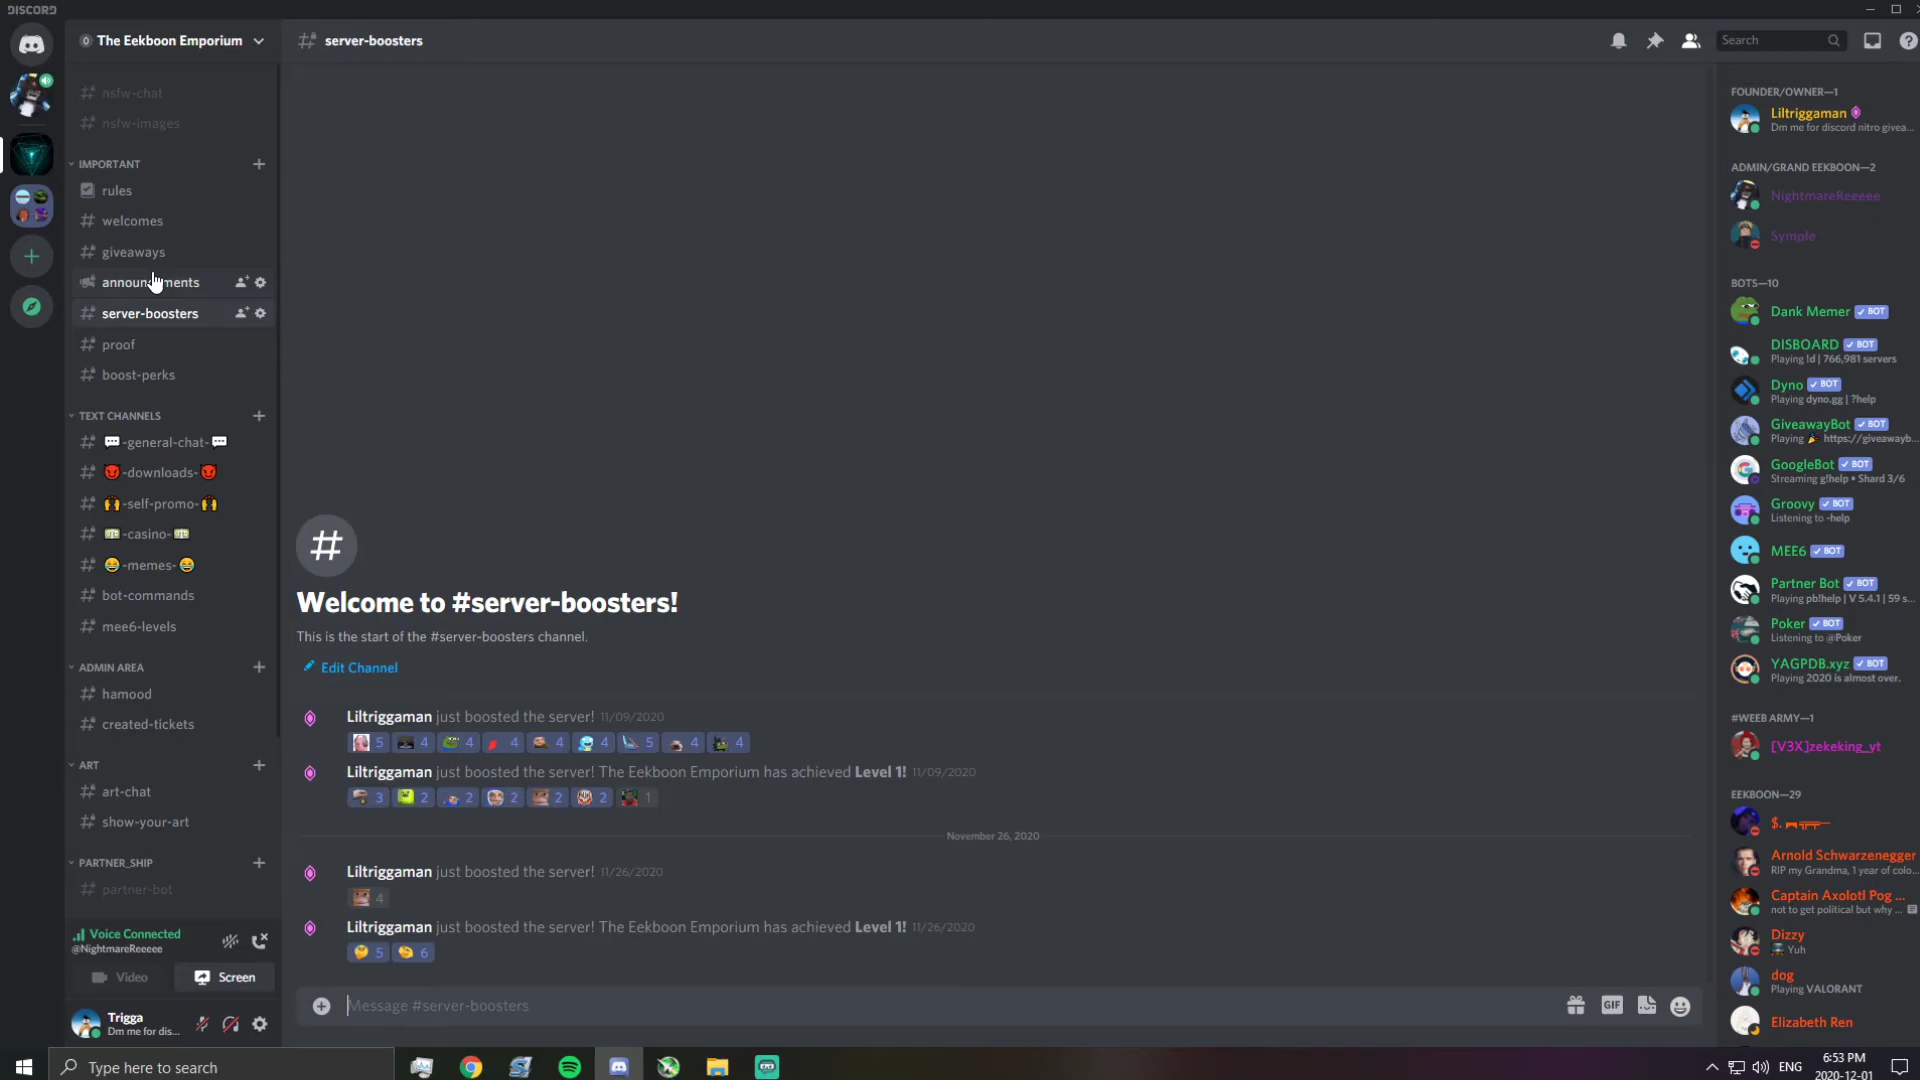 DISCORD
The Eekboon Emporium
server-boosters
Search
nsfw-chat
nsfw-images
IMPORTANT
rules
welcomes
giveaways
announcements
server-boosters
proof
boost-perks
TEXT CHANNELS
💬-general-chat-💬
😈-downloads-😈
🙌-self-promo-🙌
💵-casino-💵
😂-memes-😂
bot-commands
mee6-levels
ADMIN AREA
hamood
created-tickets
ART
art-chat
show-your-art
PARTNER_SHIP
partner-bot
Voice Connected
@NightmareReeeee
Video
Screen
Trigga
Dm me for dis...
#
Welcome to #server-boosters!
This is the start of the #server-boosters channel.
Edit Channel
Liltriggaman just boosted the server! 11/09/2020
5 4 4 4 4 4 5 4 4
Liltriggaman just boosted the server! The Eekboon Emporium has achieved Level 1! 11/09/2020
3 2 2 2 2 2 1
November 26, 2020
Liltriggaman just boosted the server! 11/26/2020
4
Liltriggaman just boosted the server! The Eekboon Emporium has achieved Level 1! 11/26/2020
5 6
Message #server-boosters
GIF
FOUNDER/OWNER—1
Liltriggaman
Dm me for discord nitro givea...
ADMIN/GRAND EEKBOON—2
NightmareReeeee
Symple
BOTS—10
Dank Memer ✓ BOT
DISBOARD ✓ BOT
Playing !d | 766,981 servers
Dyno ✓ BOT
Playing dyno.gg | ?help
GiveawayBot ✓ BOT
Playing 🎉 https://giveawayb...
GoogleBot ✓ BOT
Streaming g!help • Shard 3/6
Groovy ✓ BOT
Listening to -help
MEE6 ✓ BOT
Partner Bot ✓ BOT
Playing pb!help | V 5.4.1 | 59 s...
Poker ✓ BOT
Listening to @Poker
YAGPDB.xyz ✓ BOT
Playing 2020 is almost over.
#WEEB ARMY—1
[V3X]zekeking_yt
EEKBOON—29
$.
Arnold Schwarzenegger
RIP my Grandma, 1 year of colo...
Captain Axolotl Pog ...
not to get political but why ...
Dizzy
Yuh
dog
Playing VALORANT
Elizabeth Ren
Type here to search
ENG
6:53 PM
2020-12-01